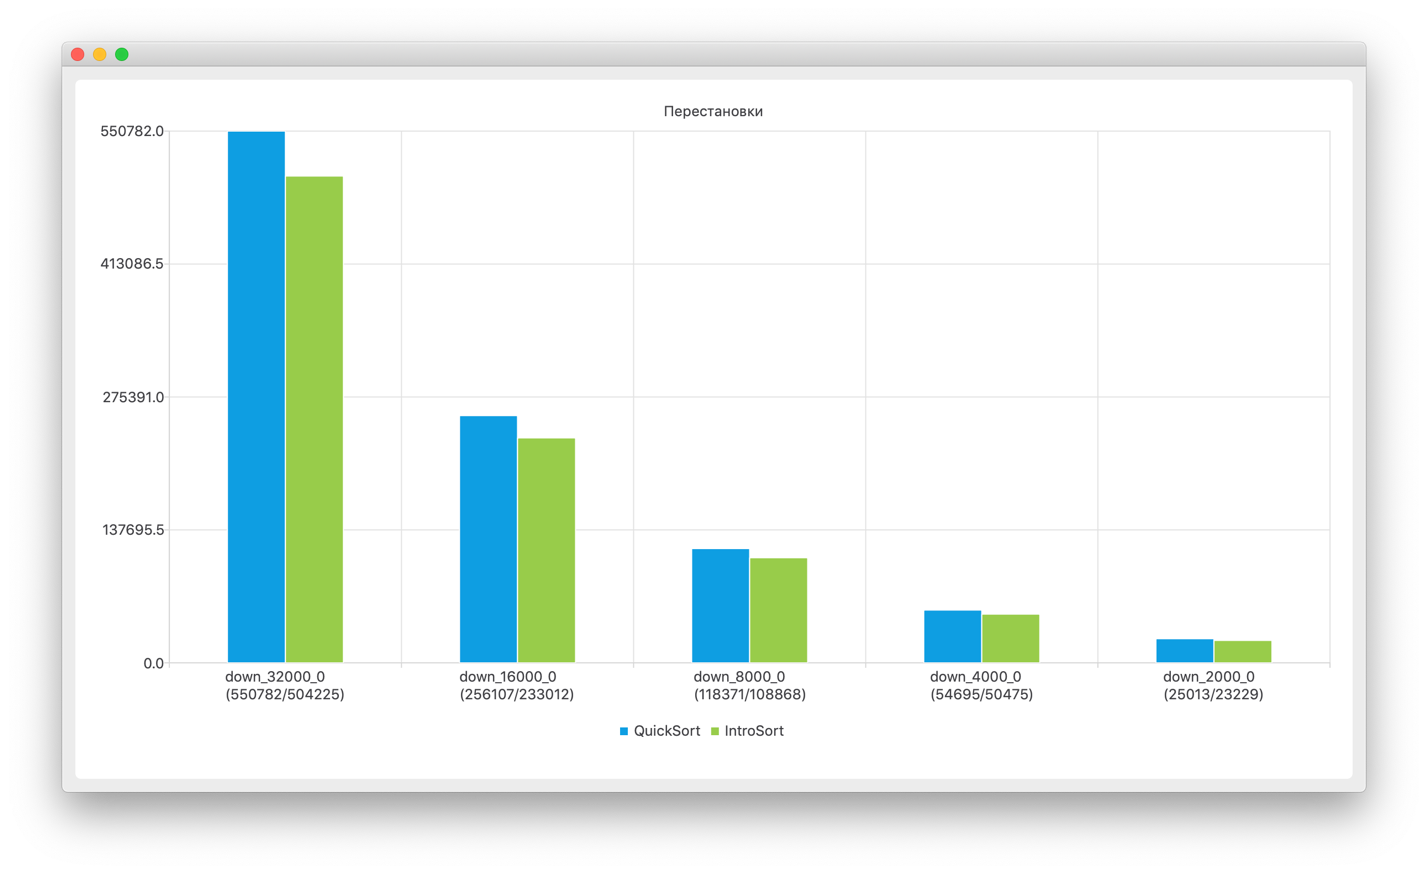 Перестановки
550782.0
413086.5
275391.0
137695.5
0.0
down_32000_0
(550782/504225)
down_16000_0
(256107/233012)
down_8000_0
(118371/108868)
down_4000_0
(54695/50475)
down_2000_0
(25013/23229)
QuickSort
IntroSort